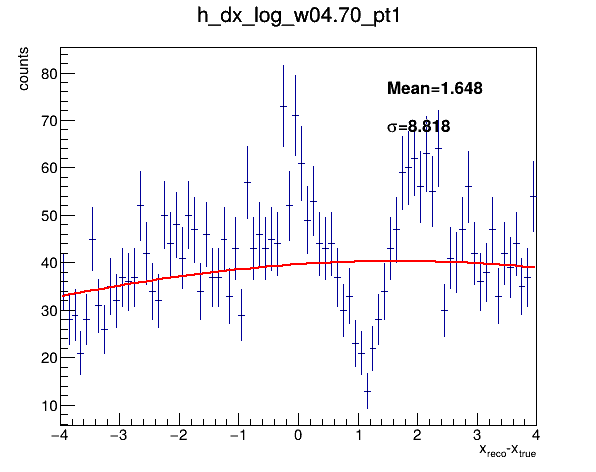 h_dx_log_w04.70_pt1
counts
Mean=1.648
σ=8.818
80
70
60
50
40
30
20
10
−4 −3 −2 −1 0 1 2 3 4
x_reco-x_true